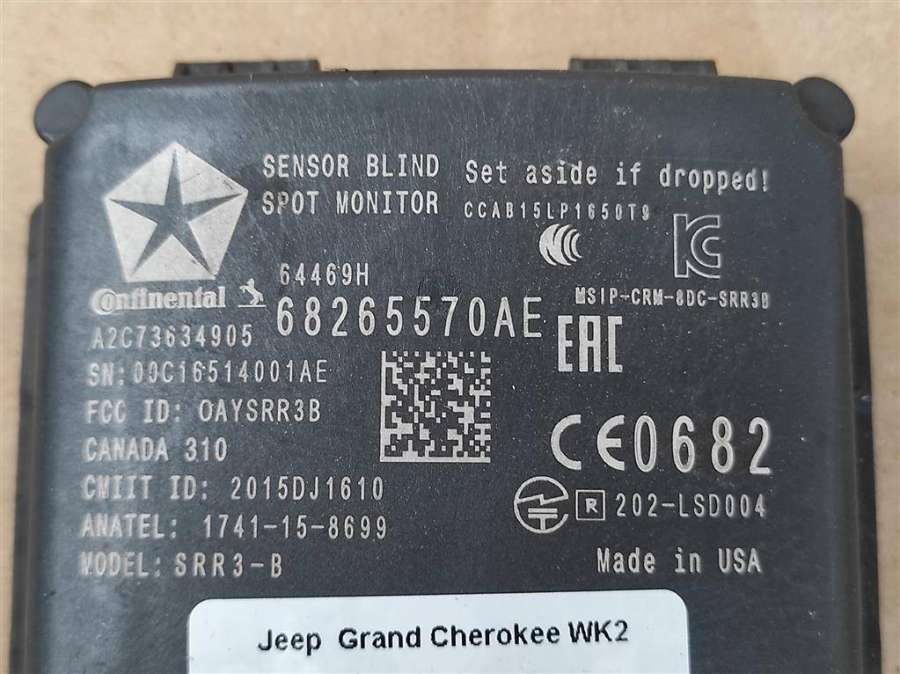 SENSOR BLIND
SPOT MONITOR
Set aside if dropped!
CCAB15LP1650T9
Continental
64469H
68265570AE
MSIP-CRM-8DC-SRR3B
A2C73634905
EAC
SN:00C16514001AE
FCC ID: OAYSRR3B
CANADA 310
CE0682
CMIIT ID: 2015DJ1610
R 202-LSD004
ANATEL: 1741-15-8699
MODEL: SRR3-B
Made in USA
Jeep Grand Cherokee WK2